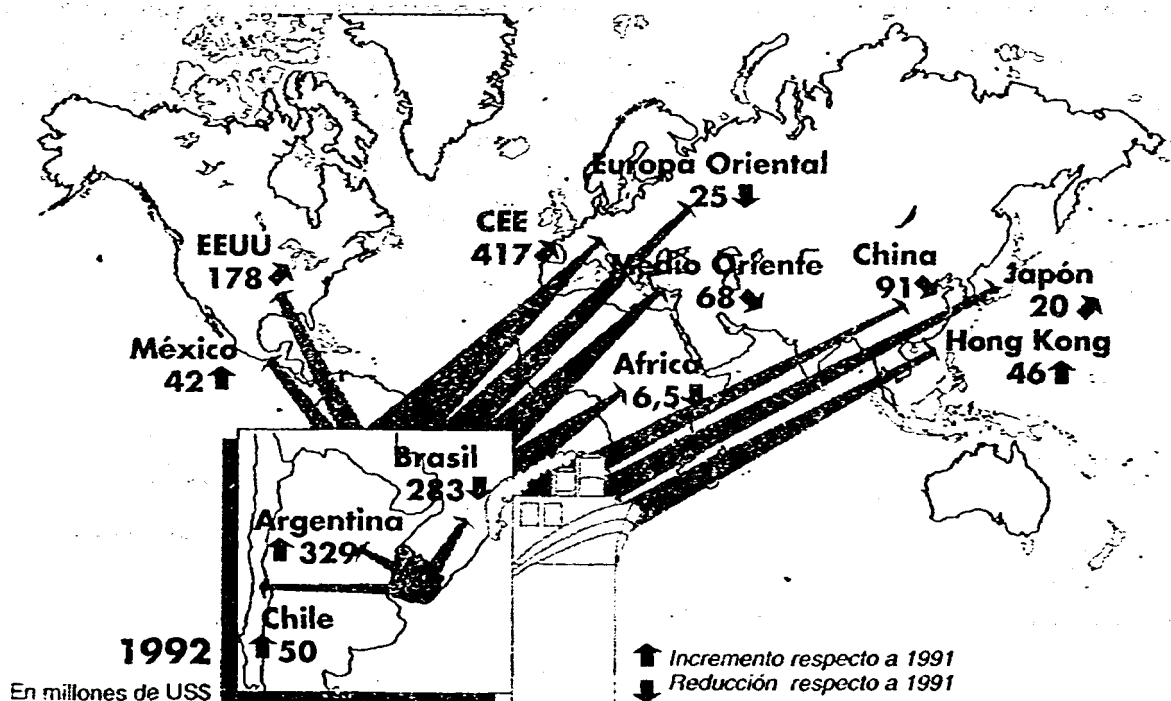 Europa Oriental
25
CEE
417
EEUU
178
Medio Oriente
68
China
91
Japón
20
México
42
Hong Kong
46
Africa
6,5
Brasil
283
Argentina
329
Chile
50
1992
En millones de US$
Incremento respecto a 1991
Reducción respecto a 1991